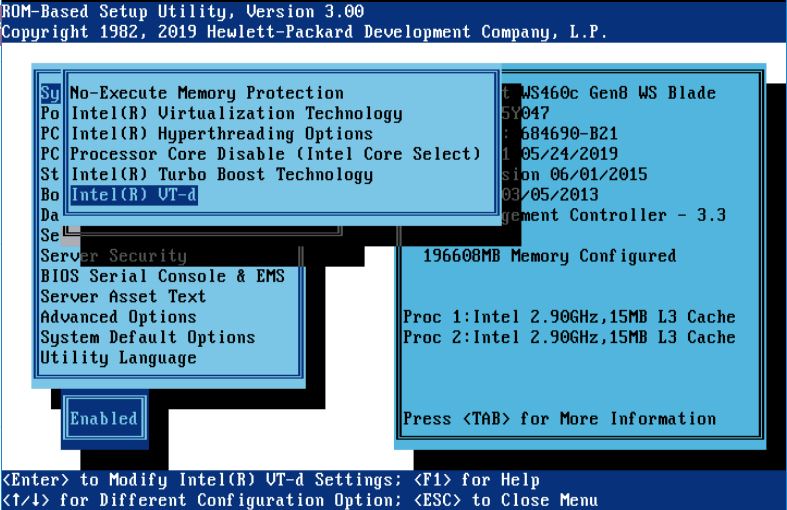 ROM-Based Setup Utility, Version 3.00
Copyright 1982, 2019 Hewlett-Packard Development Company, L.P.
Sy
No-Execute Memory Protection
t WS460c Gen8 WS Blade
Po
Intel(R) Virtualization Technology
5Y047
PC
Intel(R) Hyperthreading Options
: 684690-B21
PC
Processor Core Disable (Intel Core Select)
1 05/24/2019
St
Intel(R) Turbo Boost Technology
sion 06/01/2015
Bo
Intel(R) VT-d
03/05/2013
Da
gement Controller - 3.3
Se
Server Security
196608MB Memory Configured
BIOS Serial Console & EMS
Server Asset Text
Advanced Options
Proc 1:Intel 2.90GHz,15MB L3 Cache
System Default Options
Proc 2:Intel 2.90GHz,15MB L3 Cache
Utility Language
Enabled
Press <TAB> for More Information
<Enter> to Modify Intel(R) VT-d Settings; <F1> for Help
<↑/↓> for Different Configuration Option; <ESC> to Close Menu